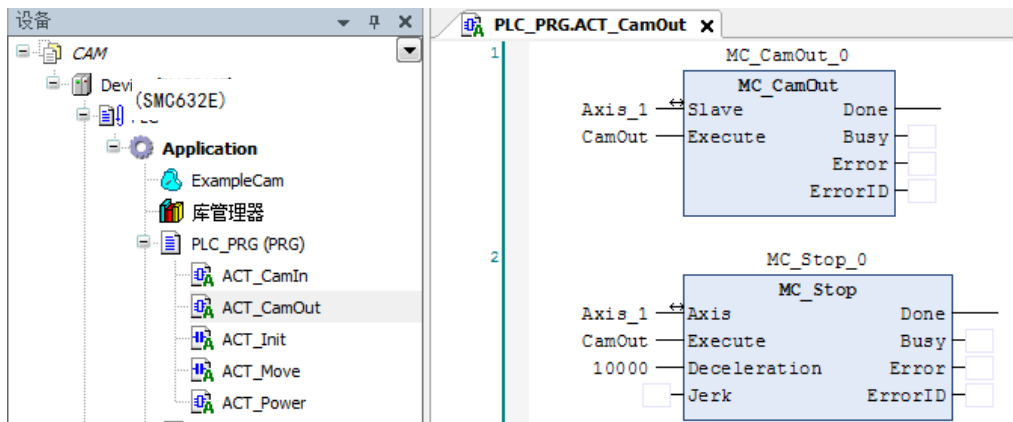 设备
CAM
Devi
(SMC632E)
Application
ExampleCam
库管理器
PLC_PRG (PRG)
ACT_CamIn
ACT_CamOut
ACT_Init
ACT_Move
ACT_Power
PLC_PRG.ACT_CamOut
1
MC_CamOut_0
MC_CamOut
Axis_1 Slave Done
CamOut Execute Busy
Error
ErrorID
2
MC_Stop_0
MC_Stop
Axis_1 Axis Done
CamOut Execute Busy
10000 Deceleration Error
Jerk ErrorID